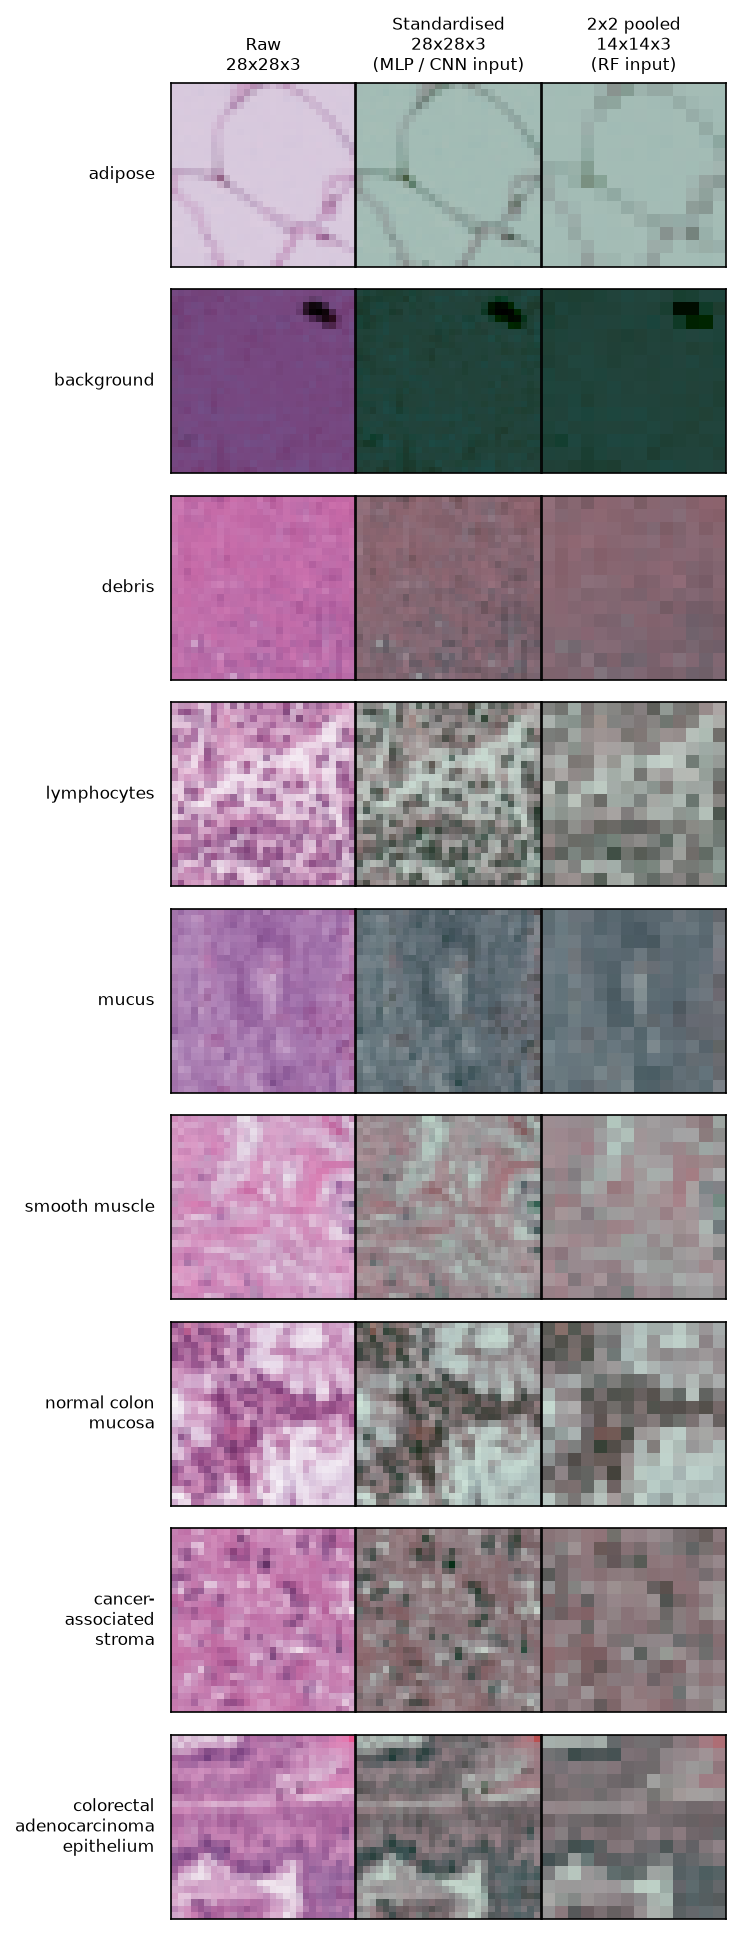 Raw
28x28x3
Standardised
28x28x3
(MLP / CNN input)
2x2 pooled
14x14x3
(RF input)
adipose
background
debris
lymphocytes
mucus
smooth muscle
normal colon
mucosa
cancer-
associated
stroma
colorectal
adenocarcinoma
epithelium